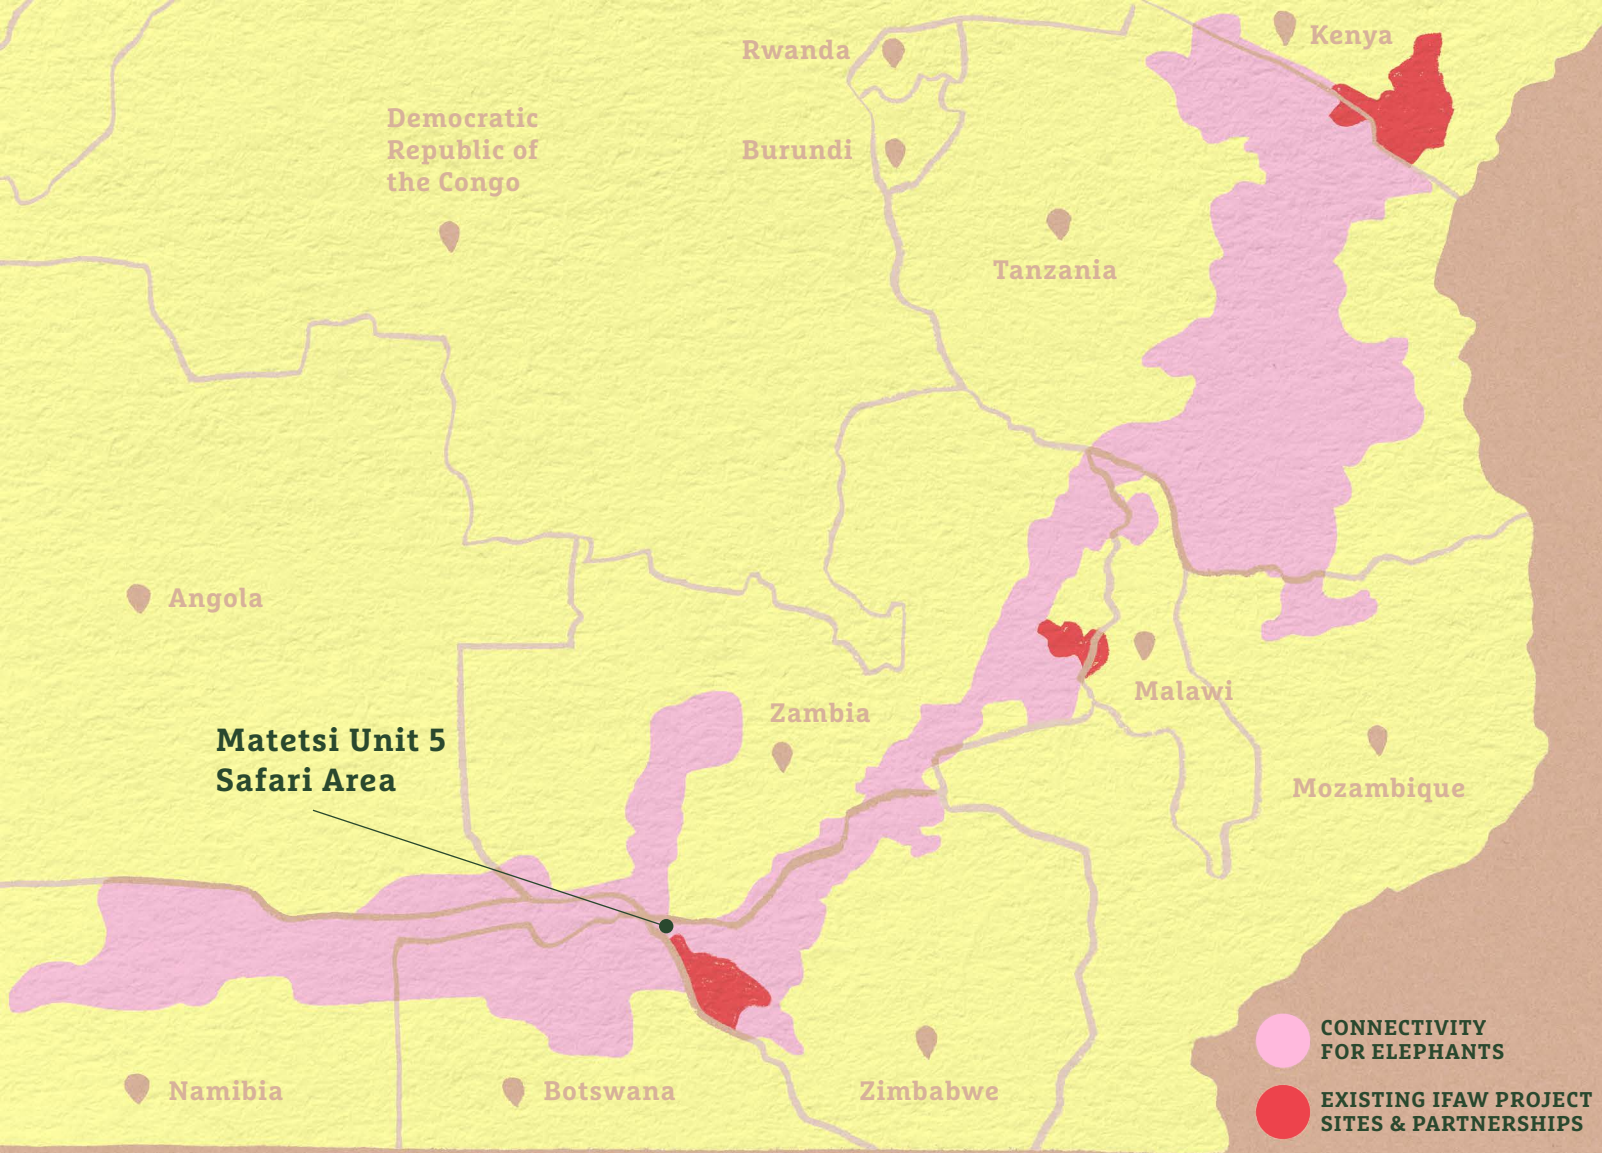 Kenya
Rwanda
Democratic
Republic of
the Congo
Burundi
Tanzania
Angola
Malawi
Zambia
Matetsi Unit 5
Safari Area
Mozambique
CONNECTIVITY
FOR ELEPHANTS
Namibia
Botswana
Zimbabwe
EXISTING IFAW PROJECT
SITES & PARTNERSHIPS